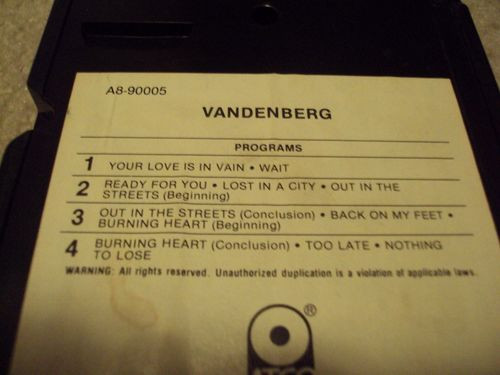 A8-90005
VANDENBERG
PROGRAMS
1 YOUR LOVE IS IN VAIN • WAIT
2 READY FOR YOU • LOST IN A CITY • OUT IN THE
STREETS (Beginning)
3 OUT IN THE STREETS (Conclusion) • BACK ON MY FEET •
BURNING HEART (Beginning)
4 BURNING HEART (Conclusion) • TOO LATE • NOTHING
TO LOSE
WARNING: All rights reserved. Unauthorized duplication is a violation of applicable laws.
®
ATCO